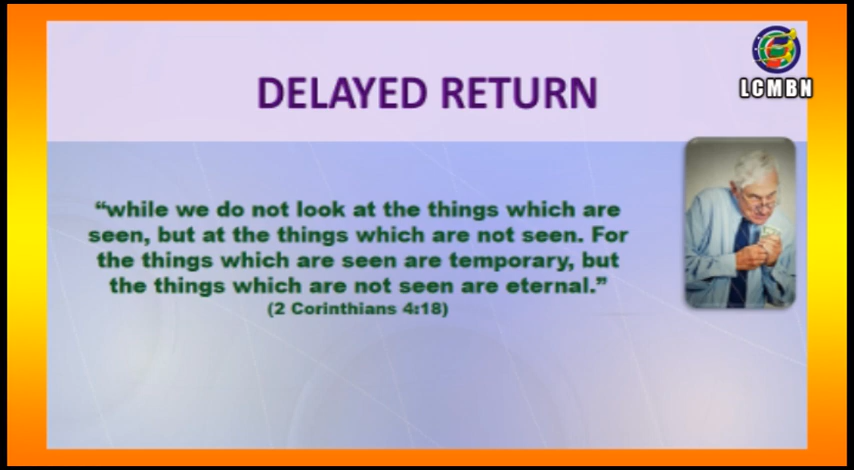 LCMBN
DELAYED RETURN
“while we do not look at the things which are
seen, but at the things which are not seen. For
the things which are seen are temporary, but
the things which are not seen are eternal.”
(2 Corinthians 4:18)